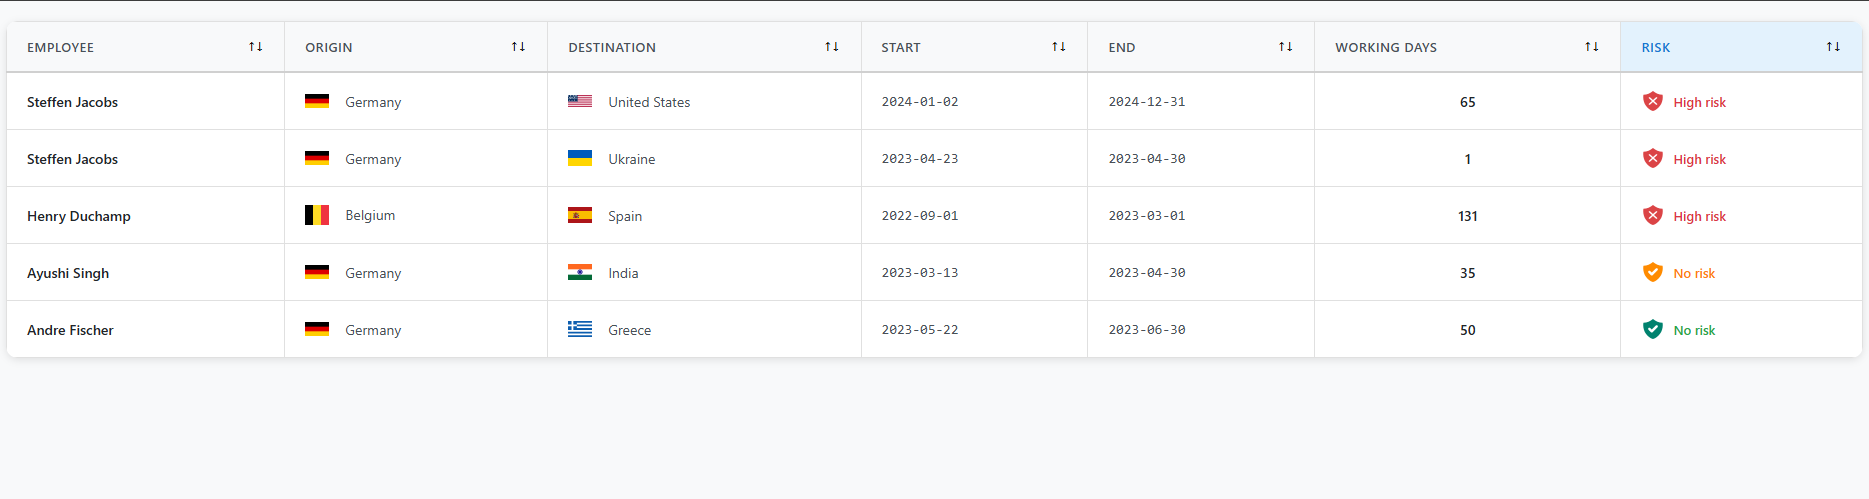 EMPLOYEE ↑↓ ORIGIN ↑↓ DESTINATION ↑↓ START ↑↓ END ↑↓ WORKING DAYS ↑↓ RISK ↑↓
Steffen Jacobs Germany United States 2024-01-02 2024-12-31 65 High risk
Steffen Jacobs Germany Ukraine 2023-04-23 2023-04-30 1 High risk
Henry Duchamp Belgium Spain 2022-09-01 2023-03-01 131 High risk
Ayushi Singh Germany India 2023-03-13 2023-04-30 35 No risk
Andre Fischer Germany Greece 2023-05-22 2023-06-30 50 No risk